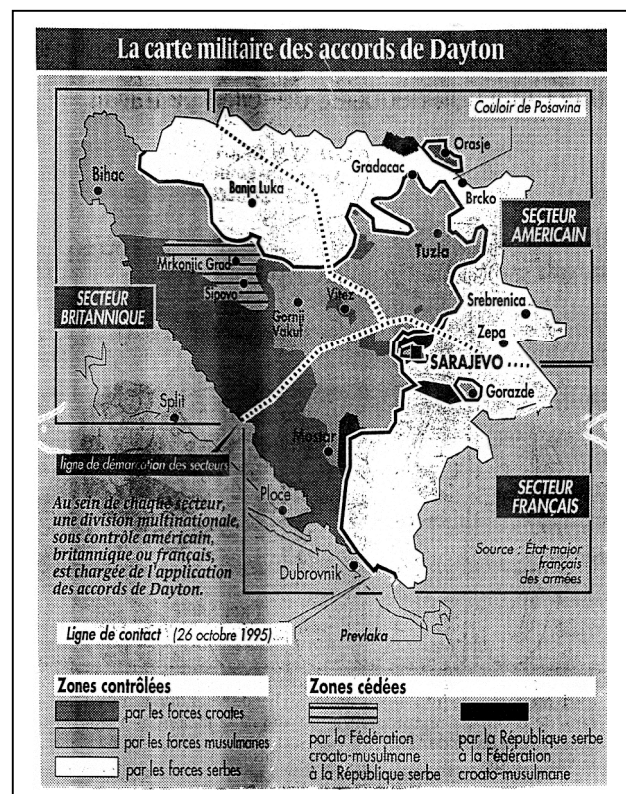 La carte militaire des accords de Dayton
Couloir de Posavina
Orasje
Gradacac
Bihac
Banja Luka
Brcko
SECTEUR
AMÉRICAIN
Tuzla
Mrkonjic Grad
SECTEUR
BRITANNIQUE
Sipovo
Vitez
Srebrenica
Gornji
Vakuf
Zepa
SARAJEVO
Split
Gorazde
ligne de démarcation des secteurs
Mostar
SECTEUR
FRANÇAIS
Au sein de chaque secteur,
une division multinationale,
sous contrôle américain,
britannique ou français,
est chargée de l'application
des accords de Dayton.
Ploce
Source : État-major
français
des armées
Dubrovnik
Ligne de contact (26 octobre 1995)
Prevlaka
Zones contrôlées
par les forces croates
par les forces musulmanes
par les forces serbes
Zones cédées
par la Fédération
croato-musulmane
à la République serbe
par la République serbe
à la Fédération
croato-musulmane